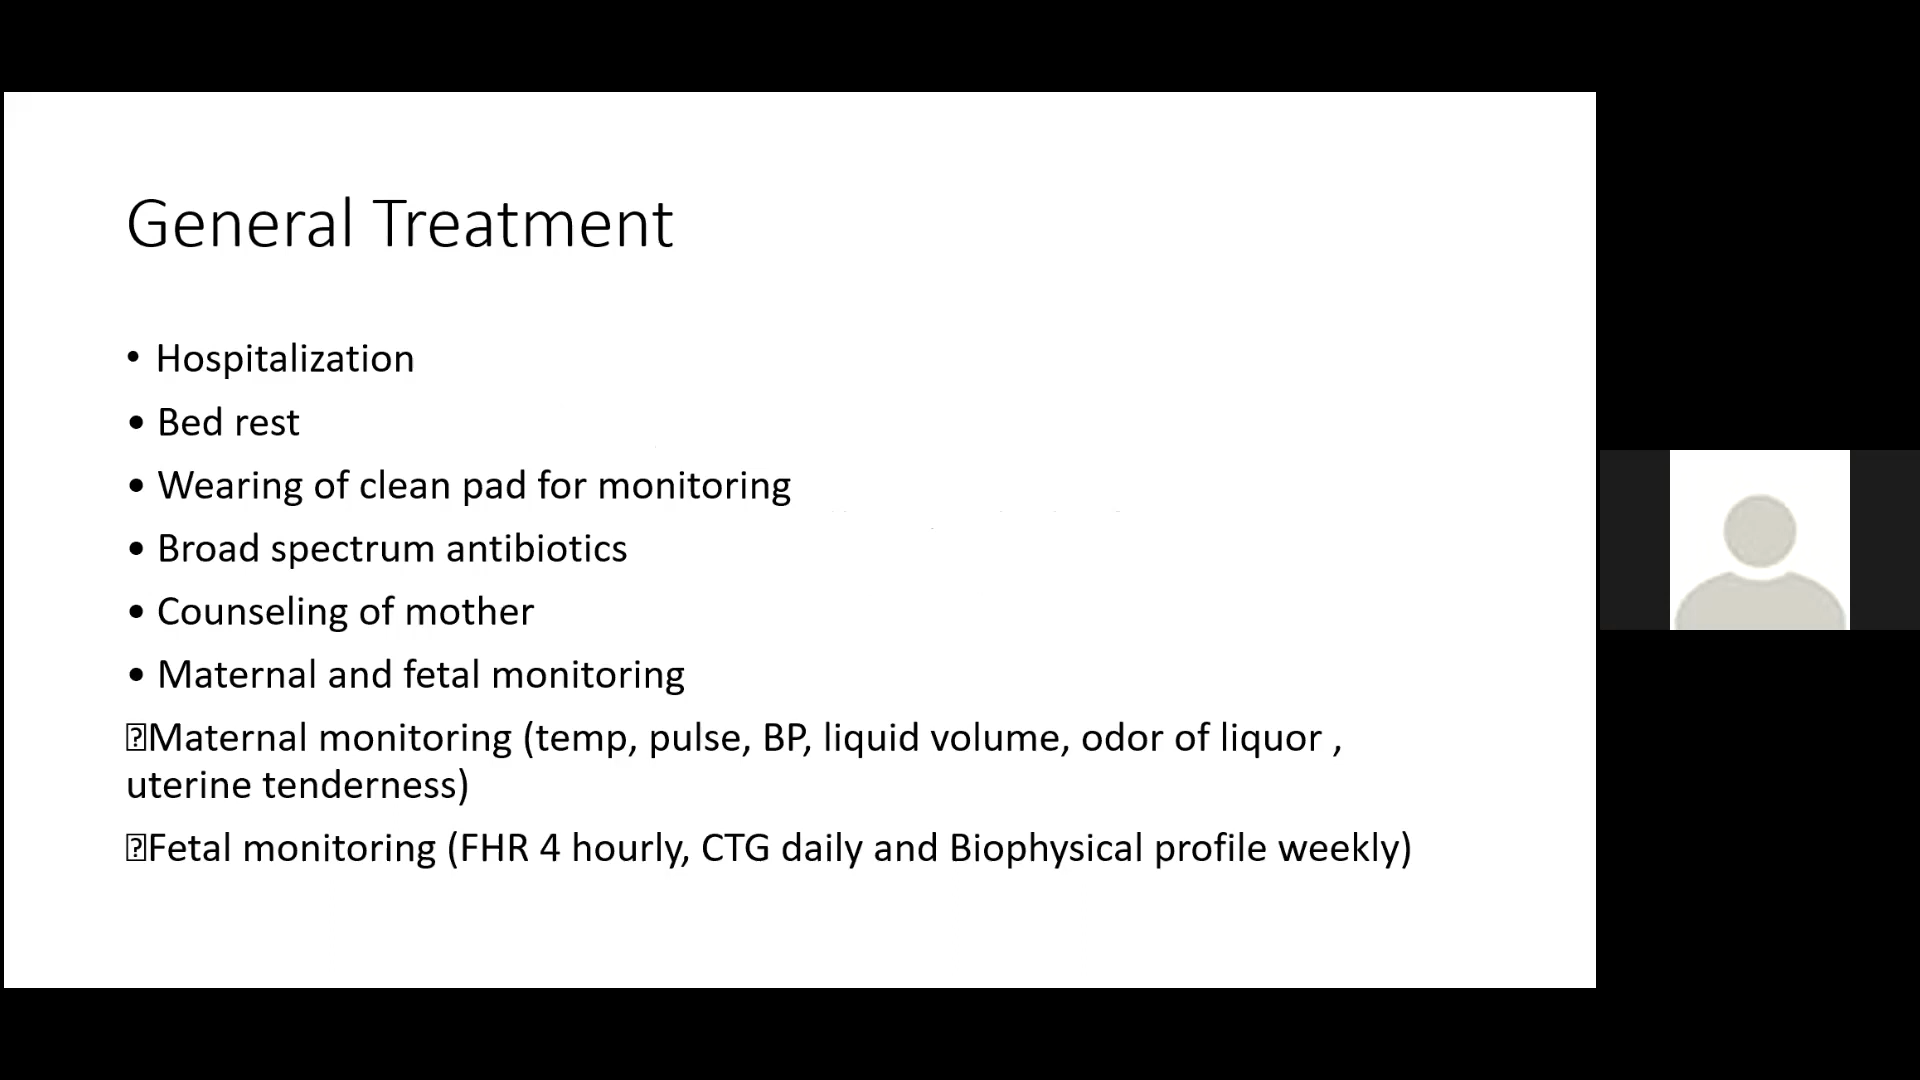 General Treatment
• Hospitalization
• Bed rest
• Wearing of clean pad for monitoring
• Broad spectrum antibiotics
• Counseling of mother
• Maternal and fetal monitoring
Maternal monitoring (temp, pulse, BP, liquid volume, odor of liquor ,
uterine tenderness)
Fetal monitoring (FHR 4 hourly, CTG daily and Biophysical profile weekly)